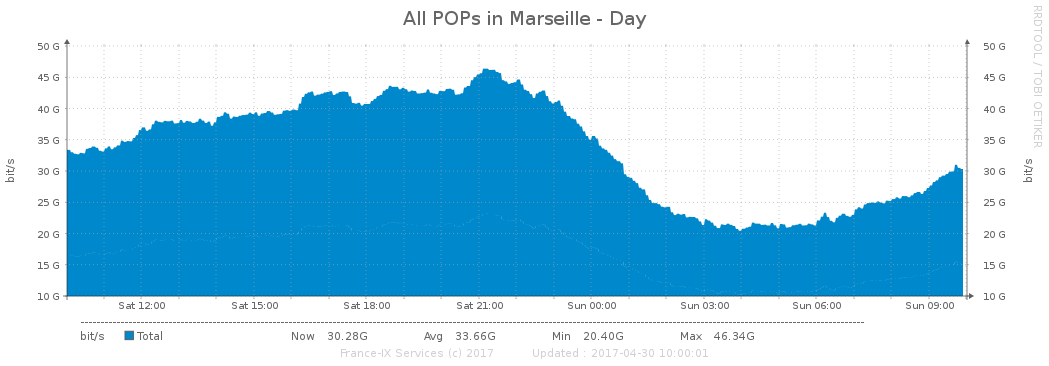 All POPs in Marseille - Day
RRDTOOL / TOBI OETIKER
50 G 50 G
45 G 45 G
40 G 40 G
35 G 35 G
30 G 30 G
25 G 25 G
20 G 20 G
15 G 15 G
10 G 10 G
bit/s bit/s
Sat 12:00 Sat 15:00 Sat 18:00 Sat 21:00 Sun 00:00 Sun 03:00 Sun 06:00 Sun 09:00
bit/s Total Now 30.28G Avg 33.66G Min 20.40G Max 46.34G
France-IX Services (c) 2017 Updated : 2017-04-30 10:00:01